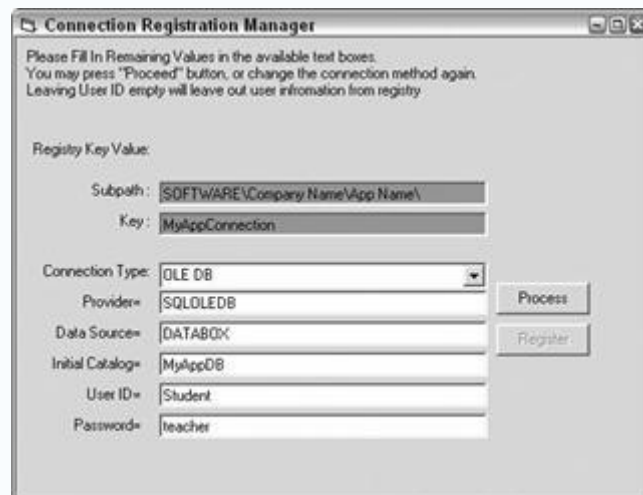 Connection Registration Manager
Please Fill In Remaining Values in the available text boxes.
You may press "Proceed" button, or change the connection method again.
Leaving User ID empty will leave out user infromation from registry
Registry Key Value:
Subpath : SOFTWARE\Company Name\App Name\
Key : MyAppConnection
Connection Type: OLE DB
Provider= SQLOLEDB
Process
Data Source= DATABOX
Register
Initial Catalog= MyAppDB
User ID= Student
Password= teacher